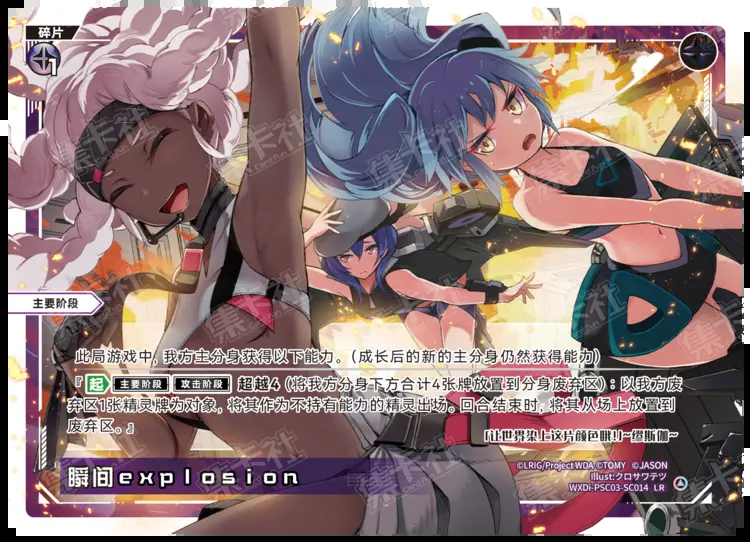 碎片
1
主要阶段
此局游戏中，我方主分身获得以下能力。（成长后的新的主分身仍然获得能力）
『起 主要阶段 攻击阶段 超越4（将我方分身下方合计4张牌放置到分身废弃区）：以我方废
弃区1张精灵牌为对象，将其作为不持有能力的精灵出场。回合结束时，将其从场上放置到
废弃区。』
「让世界染上这片颜色啾!」~缪斯伽~
瞬间explosion
©LRIG/Project WDA ©TOMY ©JASON
Illust:クロサワテツ
WXDi-PSC03-SC014 LR
集卡社